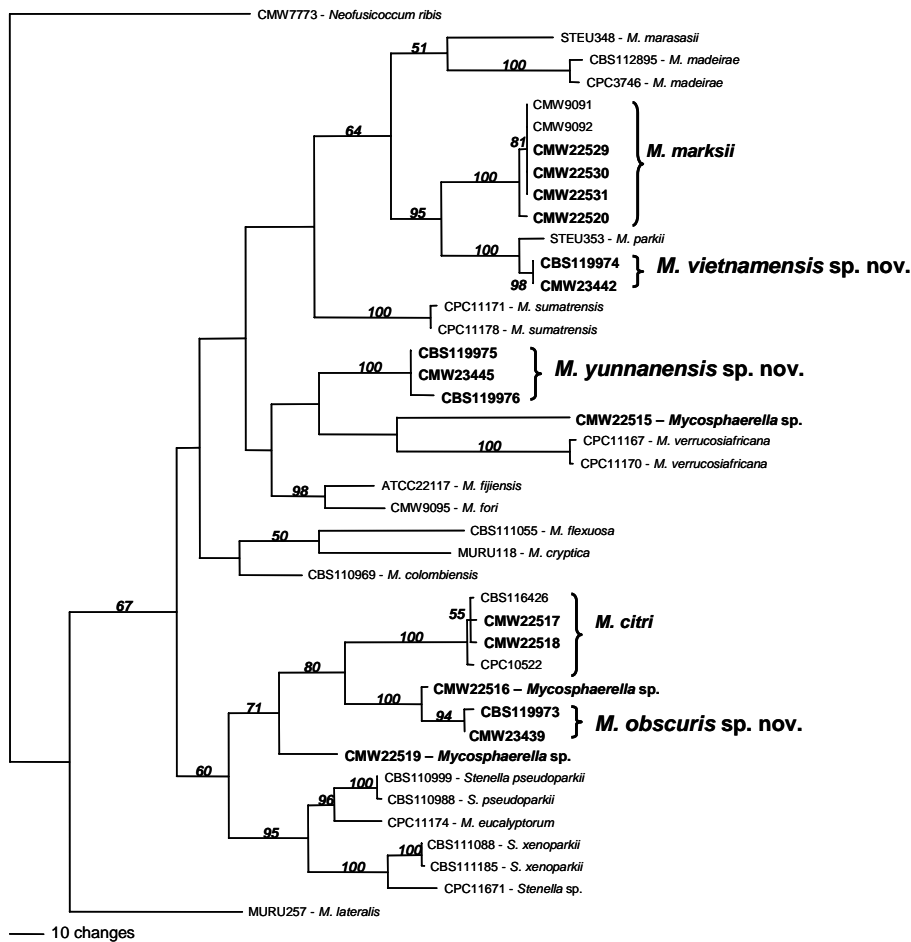 CMW7773 - Neofusicoccum ribis
STEU348 - M. marasasii
51
CBS112895 - M. madeirae
100
CPC3746 - M. madeirae
CMW9091
CMW9092
64
81
CMW22529
M. marksii
CMW22530
100
CMW22531
95
CMW22520
STEU353 - M. parkii
100
CBS119974
M. vietnamensis sp. nov.
98
CMW23442
CPC11171 - M. sumatrensis
100
CPC11178 - M. sumatrensis
CBS119975
100
CMW23445
M. yunnanensis sp. nov.
CBS119976
CMW22515 – Mycosphaerella sp.
CPC11167 - M. verrucosiafricana
100
CPC11170 - M. verrucosiafricana
ATCC22117 - M. fijiensis
98
CMW9095 - M. fori
CBS111055 - M. flexuosa
50
MURU118 - M. cryptica
CBS110969 - M. colombiensis
CBS116426
67
55
CMW22517
M. citri
100
CMW22518
CPC10522
80
CMW22516 – Mycosphaerella sp.
100
CBS119973
94
M. obscuris sp. nov.
71
CMW23439
CMW22519 – Mycosphaerella sp.
60
CBS110999 - Stenella pseudoparkii
100
CBS110988 - S. pseudoparkii
96
CPC11174 - M. eucalyptorum
95
CBS111088 - S. xenoparkii
100
CBS111185 - S. xenoparkii
100
CPC11671 - Stenella sp.
MURU257 - M. lateralis
10 changes